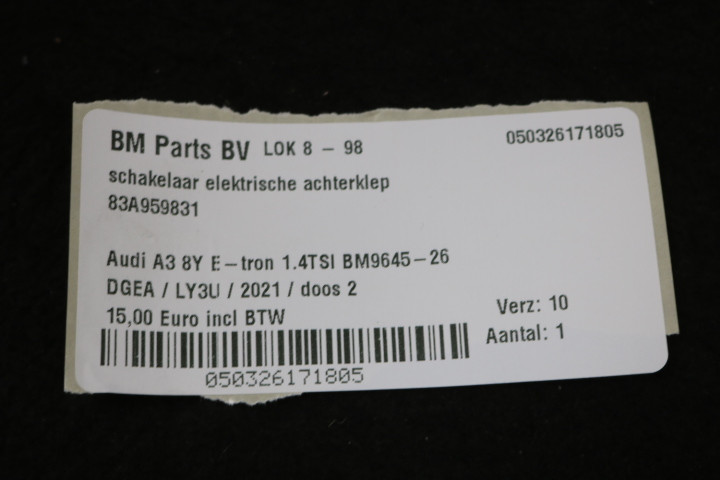 BM Parts BV LOK 8 - 98 050326171805
schakelaar elektrische achterklep
83A959831
Audi A3 8Y E-tron 1.4TSI BM9645-26
DGEA / LY3U / 2021 / doos 2
15,00 Euro incl BTW
Verz: 10
Aantal: 1
050326171805